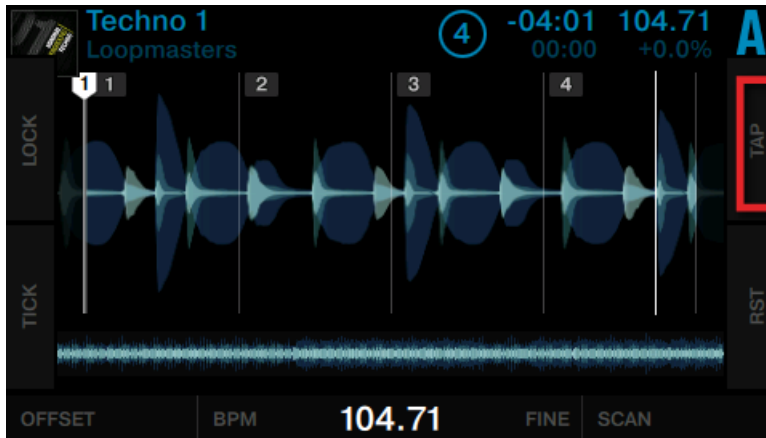 Techno 1
Loopmasters
4
-04:01 104.71
00:00 +0.0%
A
1 1 2 3 4
LOCK
TAP
TICK
RST
OFFSET BPM 104.71 FINE SCAN